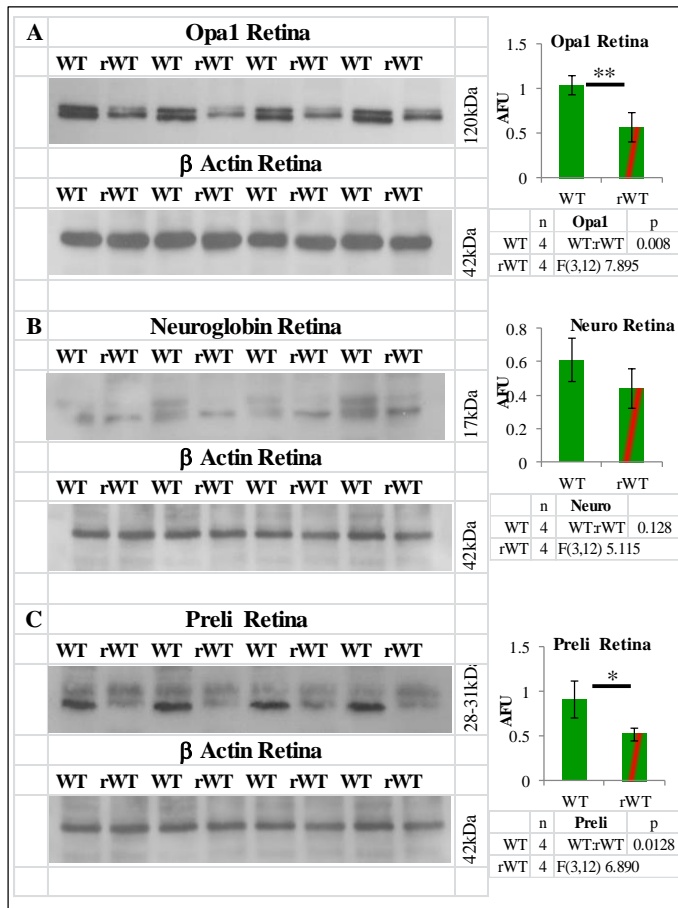 A
Opa1 Retina
WT rWT WT rWT WT rWT WT rWT
120kDa
β Actin Retina
WT rWT WT rWT WT rWT WT rWT
42kDa
Opa1 Retina
1.5
1
0.5
0
AFU
**
WT rWT
n Opa1 p
WT 4 WT:rWT 0.008
rWT 4 F(3,12) 7.895
B
Neuroglobin Retina
WT rWT WT rWT WT rWT WT rWT
17kDa
β Actin Retina
WT rWT WT rWT WT rWT WT rWT
42kDa
Neuro Retina
0.8
0.6
0.4
0.2
0
AFU
WT rWT
n Neuro
WT 4 WT:rWT 0.128
rWT 4 F(3,12) 5.115
C
Preli Retina
WT rWT WT rWT WT rWT WT rWT
28-31kDa
β Actin Retina
WT rWT WT rWT WT rWT WT rWT
42kDa
Preli Retina
1.5
1
0.5
0
AFU
*
WT rWT
n Preli p
WT 4 WT:rWT 0.0128
rWT 4 F(3,12) 6.890